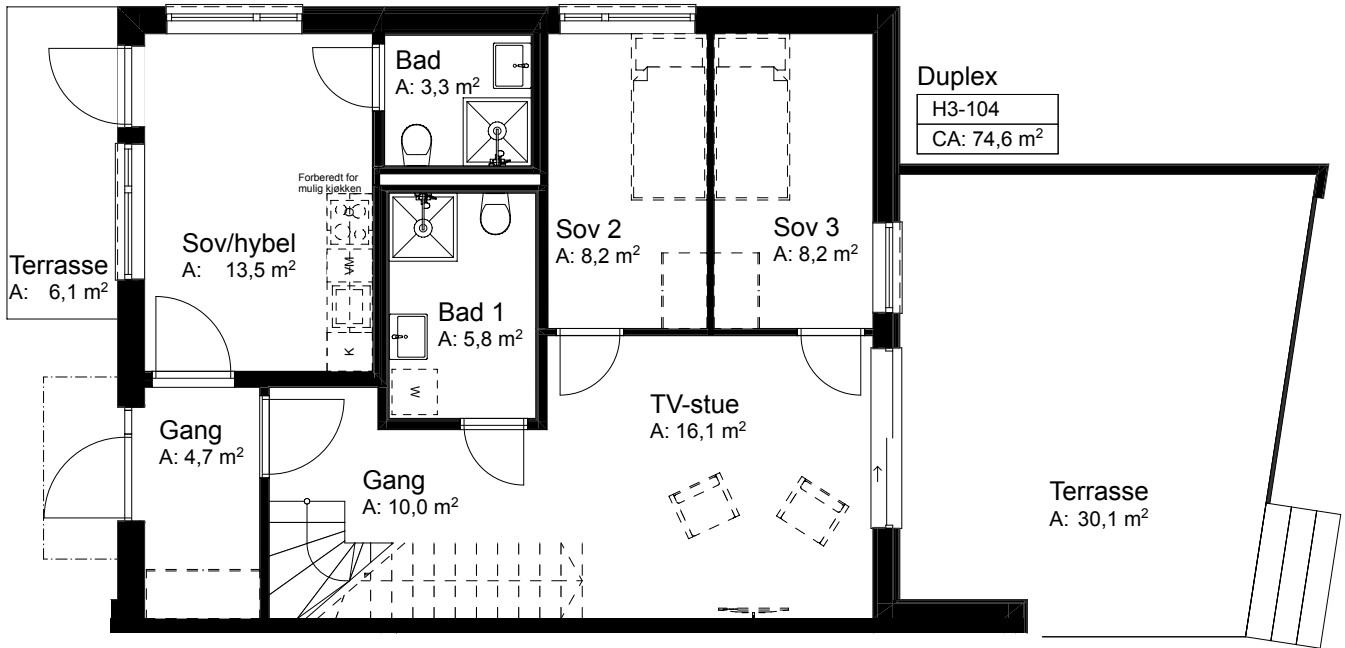 Bad
A: 3,3 m²
Duplex
H3-104
CA: 74,6 m²
Forberedt for
mulig kjøkken
Sov/hybel
A: 13,5 m²
VM
K
Terrasse
A: 6,1 m²
Sov 2
A: 8,2 m²
Sov 3
A: 8,2 m²
Bad 1
A: 5,8 m²
W
TV-stue
A: 16,1 m²
Gang
A: 4,7 m²
Gang
A: 10,0 m²
Terrasse
A: 30,1 m²